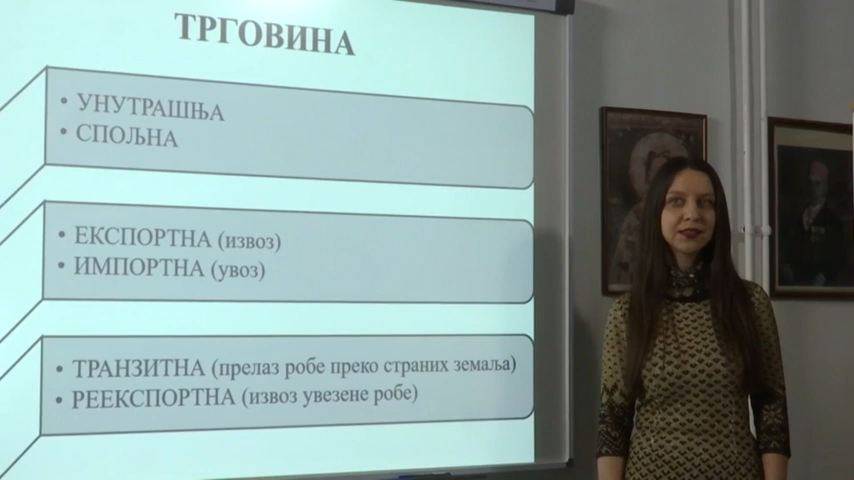 ТРГОВИНА
• УНУТРАШЊА
• СПОЉНА
• ЕКСПОРТНА (извоз)
• ИМПОРТНА (увоз)
• ТРАНЗИТНА (прелаз робе преко страних земаља)
• РЕЕКСПОРТНА (извоз увезене робе)